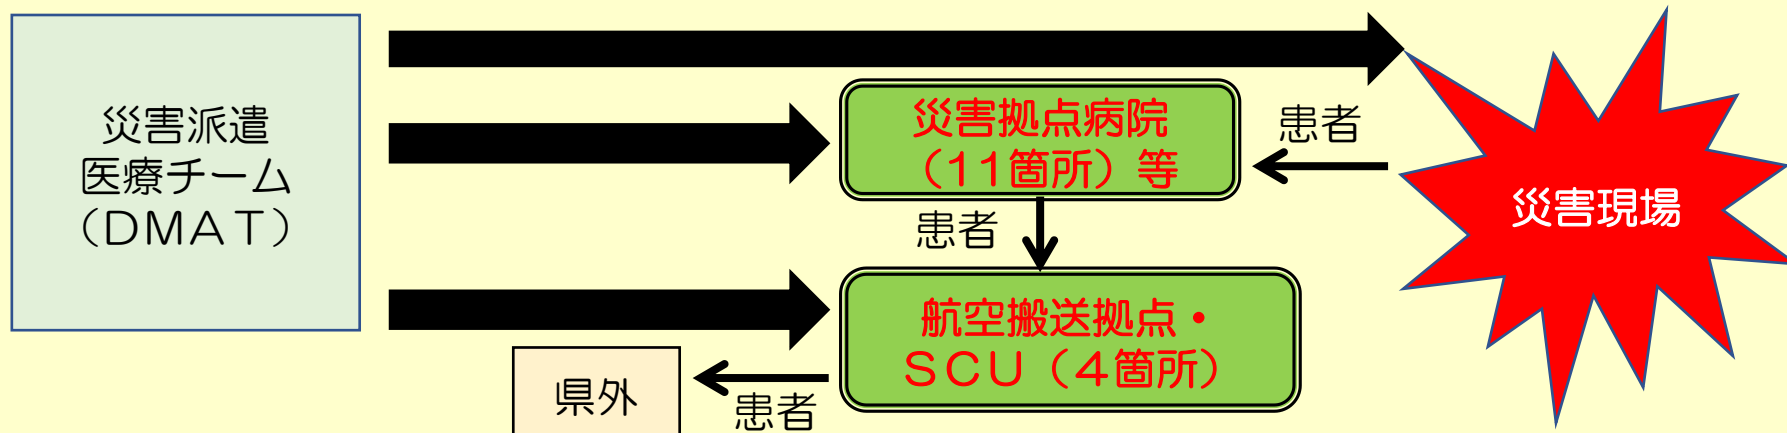 災害派遣
医療チーム
（ＤＭＡＴ）
災害拠点病院
（11箇所）等
患者
災害現場
患者
航空搬送拠点・
ＳＣＵ（４箇所）
県外
患者